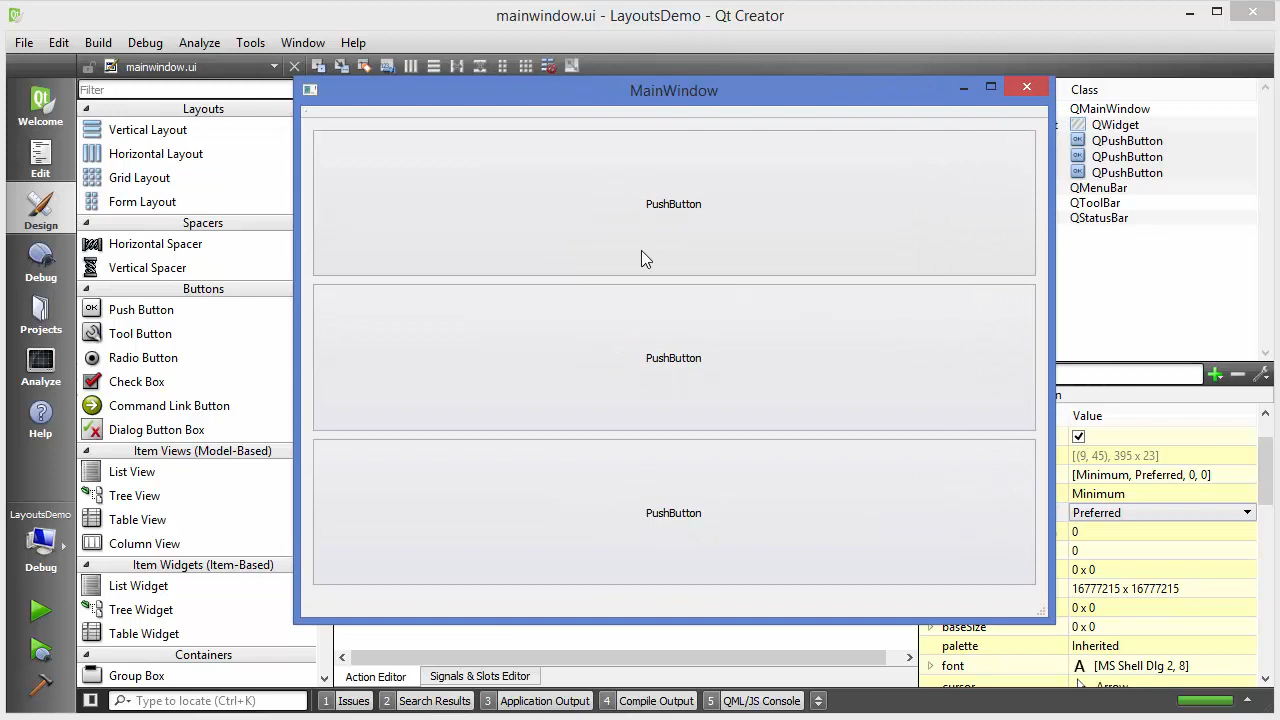 mainwindow.ui - LayoutsDemo - Qt Creator
File Edit Build Debug Analyze Tools Window Help
mainwindow.ui
MainWindow
Filter
Class
Layouts
Vertical Layout
Horizontal Layout
Grid Layout
Form Layout
Spacers
Horizontal Spacer
Vertical Spacer
Buttons
Push Button
Tool Button
Radio Button
Check Box
Command Link Button
Dialog Button Box
Item Views (Model-Based)
List View
Tree View
Table View
Column View
Item Widgets (Item-Based)
List Widget
Tree Widget
Table Widget
Containers
Group Box
Qt
Welcome
Edit
Design
Debug
Projects
Analyze
Help
LayoutsDemo
Debug
PushButton
PushButton
PushButton
QMainWindow
QWidget
OK QPushButton
OK QPushButton
OK QPushButton
QMenuBar
QToolBar
QStatusBar
n
Value
[(9, 45), 395 x 23]
[Minimum, Preferred, 0, 0]
Minimum
Preferred
0
0
0 x 0
16777215 x 16777215
0 x 0
baseSize 0 x 0
palette Inherited
font A [MS Shell Dlg 2, 8]
Action Editor Signals & Slots Editor
Type to locate (Ctrl+K) 1 Issues 2 Search Results 3 Application Output 4 Compile Output 5 QML/JS Console